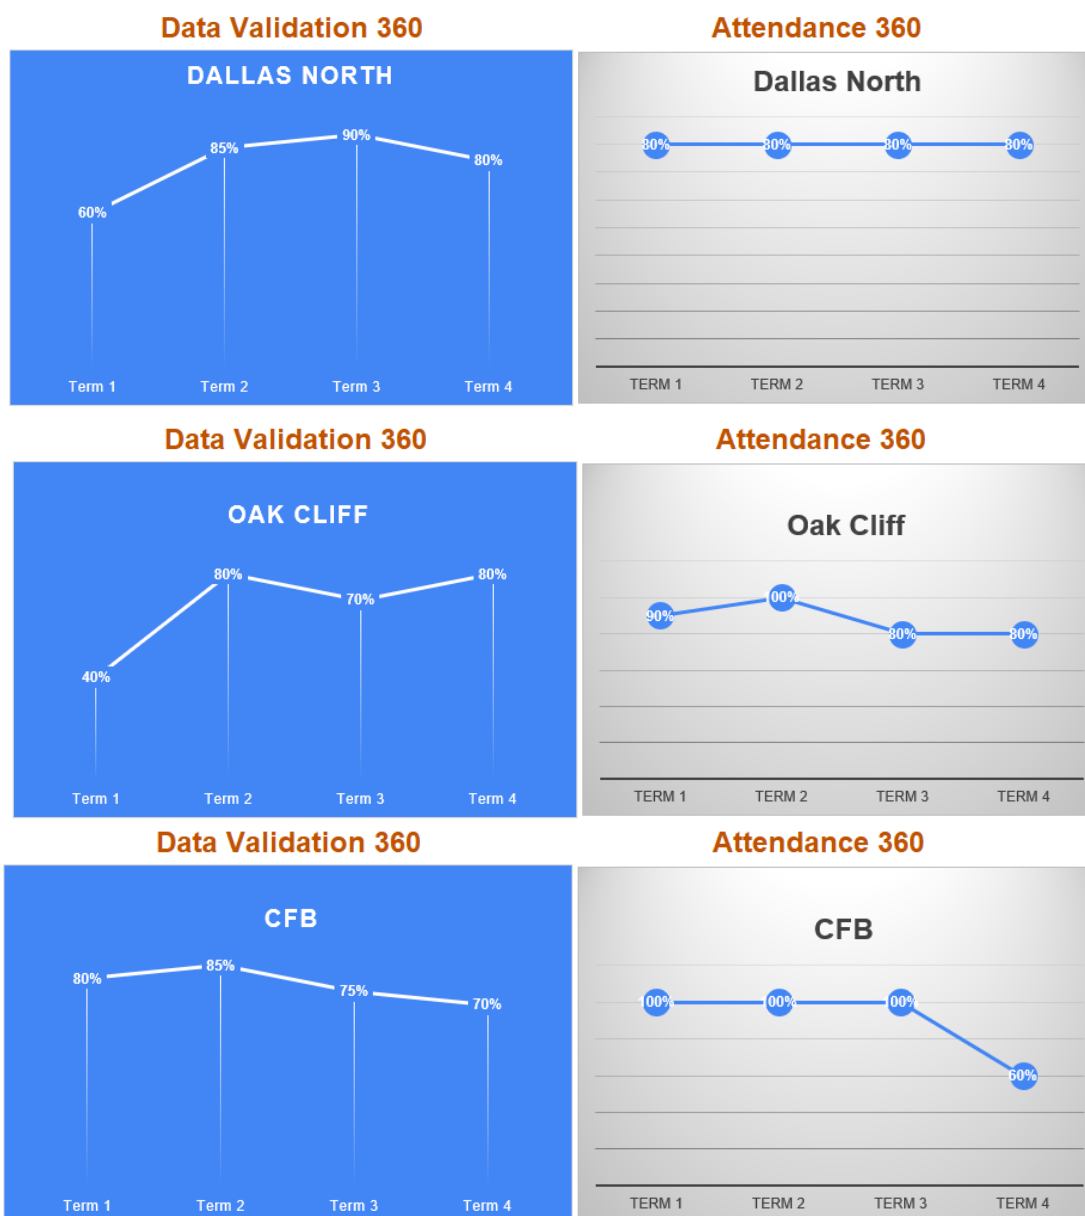 Data Validation 360
Attendance 360
DALLAS NORTH
60%
85%
90%
80%
Term 1
Term 2
Term 3
Term 4
Dallas North
80%
80%
80%
80%
TERM 1
TERM 2
TERM 3
TERM 4
Data Validation 360
Attendance 360
OAK CLIFF
40%
80%
70%
80%
Term 1
Term 2
Term 3
Term 4
Oak Cliff
90%
100%
80%
80%
TERM 1
TERM 2
TERM 3
TERM 4
Data Validation 360
Attendance 360
CFB
80%
85%
75%
70%
Term 1
Term 2
Term 3
Term 4
CFB
100%
100%
100%
60%
TERM 1
TERM 2
TERM 3
TERM 4